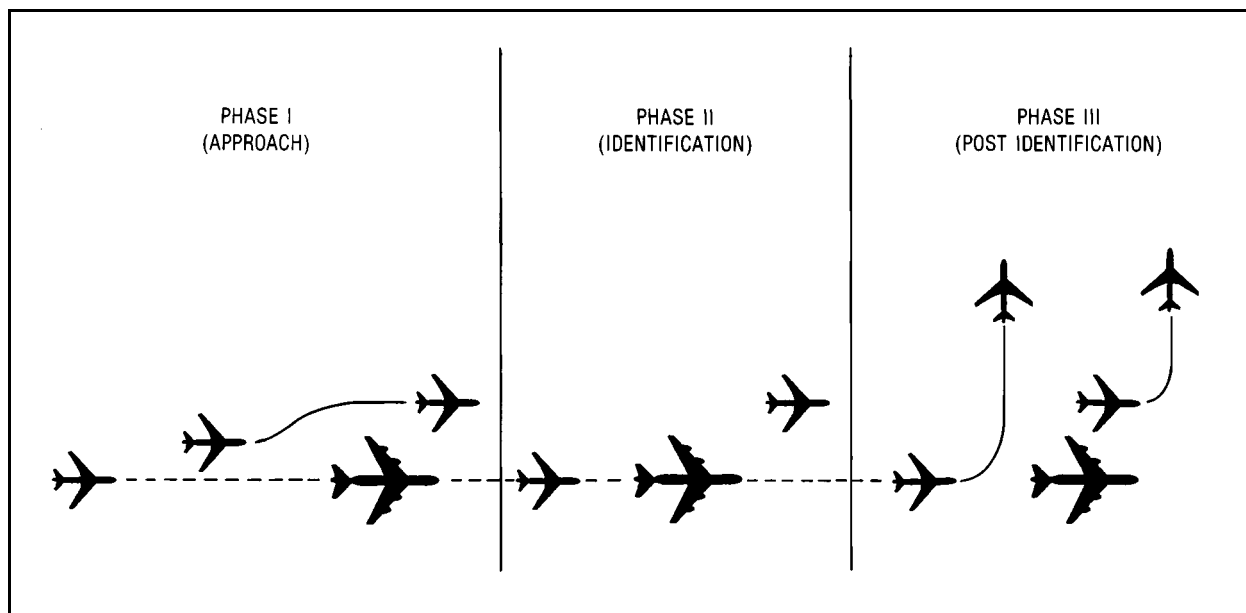 PHASE I
(APPROACH)
PHASE II
(IDENTIFICATION)
PHASE III
(POST IDENTIFICATION)